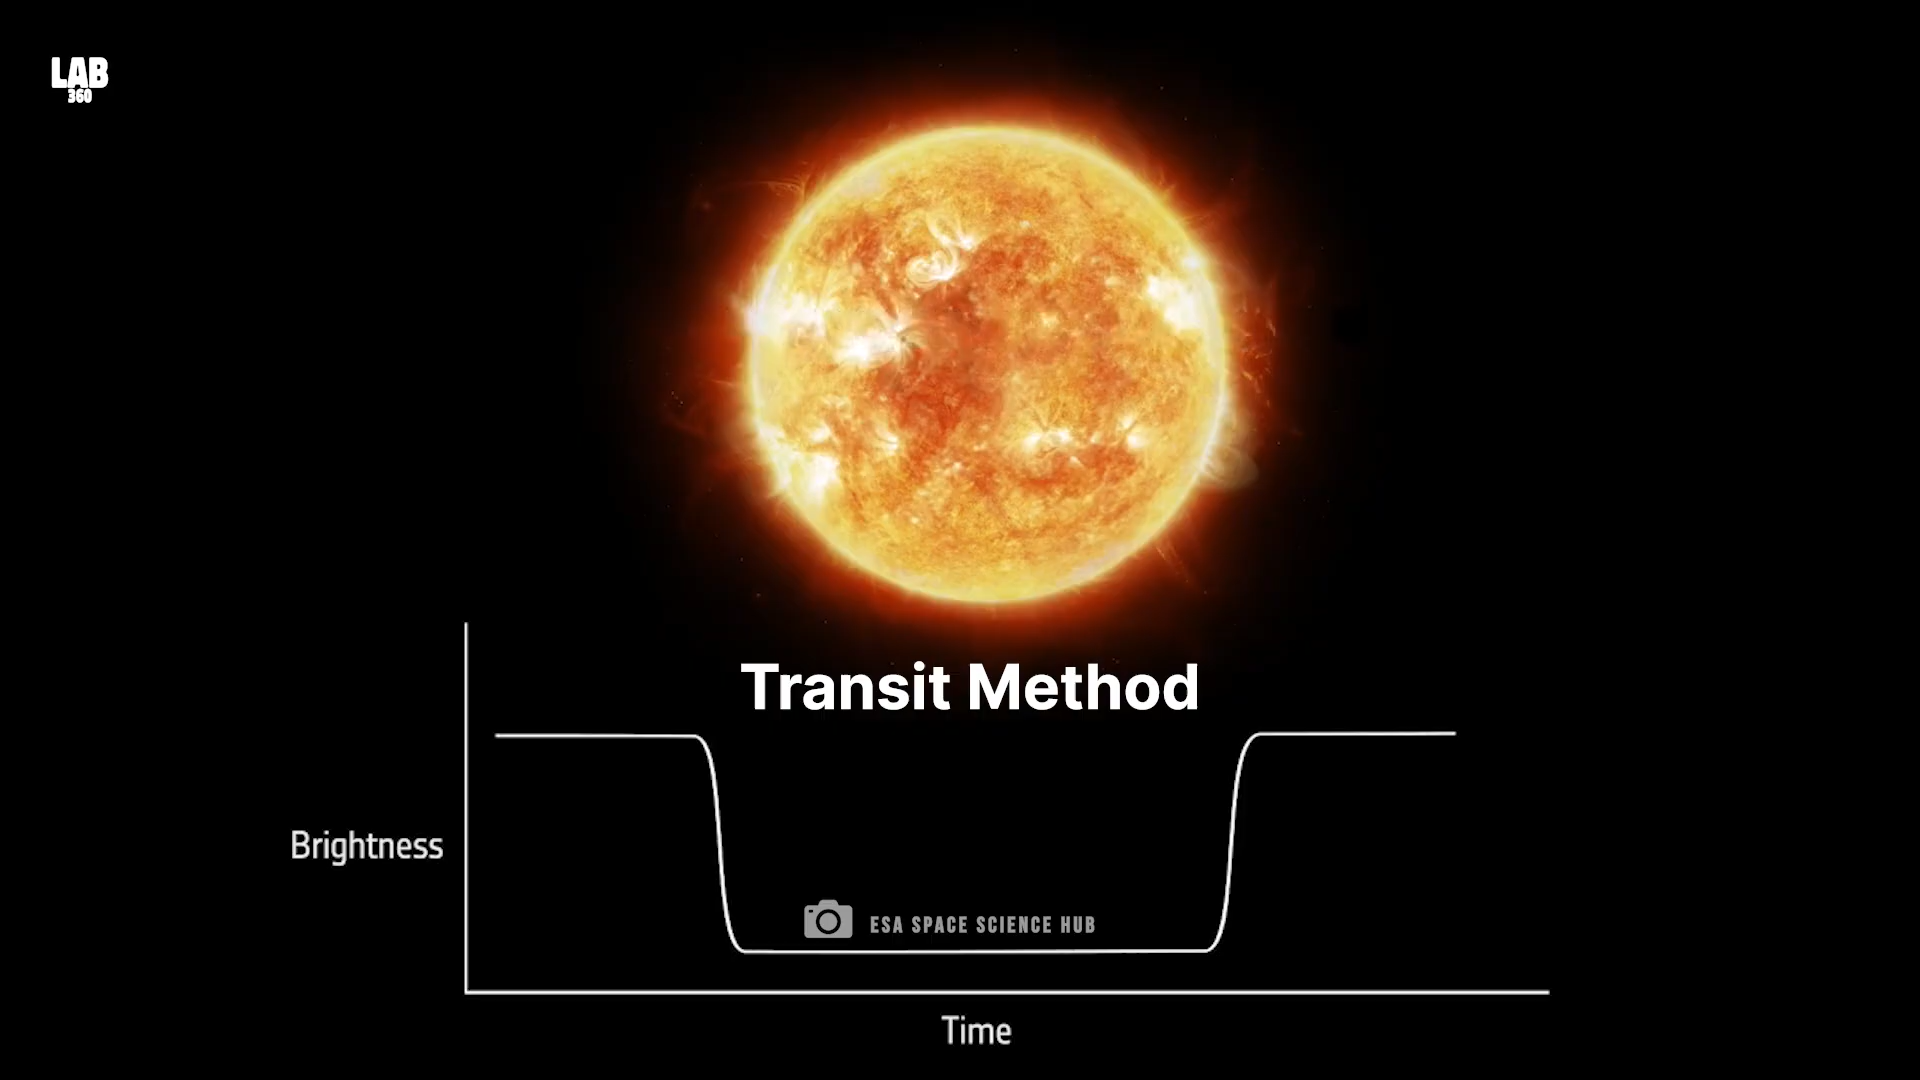 LAB
360
Transit Method
Brightness
ESA SPACE SCIENCE HUB
Time